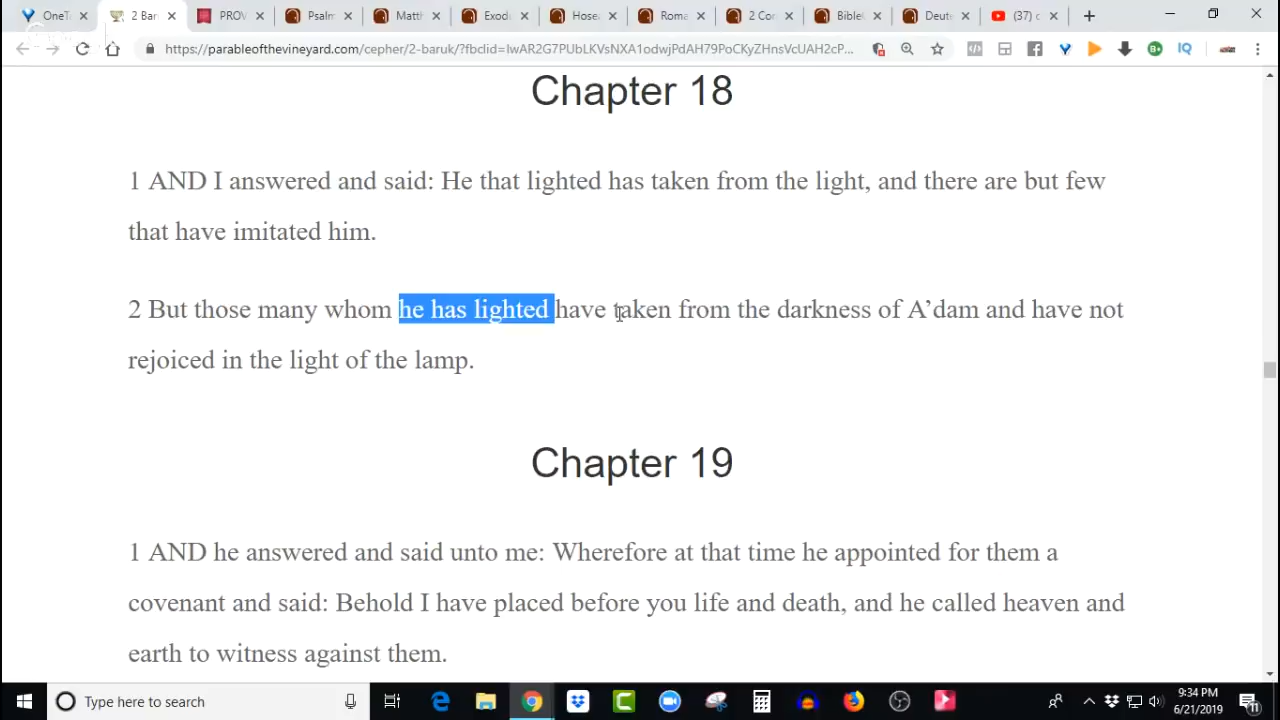 OneT
2 Bar
PROV
Psalm
Matth
Exod
Hosea
Roma
2 Cor
Bible
Deute
(37) c
https://parableofthevineyard.com/cepher/2-baruk/?fbclid=IwAR2G7PUbLKVsNXA1odwjPdAH79PoCKyZHnsVcUAH2cP...
Chapter 18
1 AND I answered and said: He that lighted has taken from the light, and there are but few
that have imitated him.
2 But those many whom he has lighted have taken from the darkness of A’dam and have not
rejoiced in the light of the lamp.
Chapter 19
1 AND he answered and said unto me: Wherefore at that time he appointed for them a
covenant and said: Behold I have placed before you life and death, and he called heaven and
earth to witness against them.
Type here to search
9:34 PM
6/21/2019
11